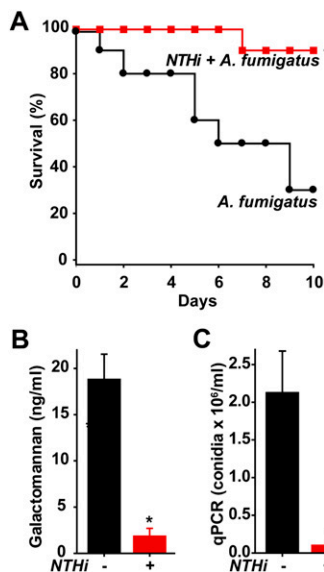 A
Survival (%)
100
80
60
40
20
0
NTHi + A. fumigatus
A. fumigatus
0 2 4 6 8 10
Days
B
Galactomannan (ng/ml)
20
15
10
5
0
*
NTHi - +
C
qPCR (conidia x 10⁶/ml)
2.5
2.0
1.5
1.0
0.5
0
NTHi -